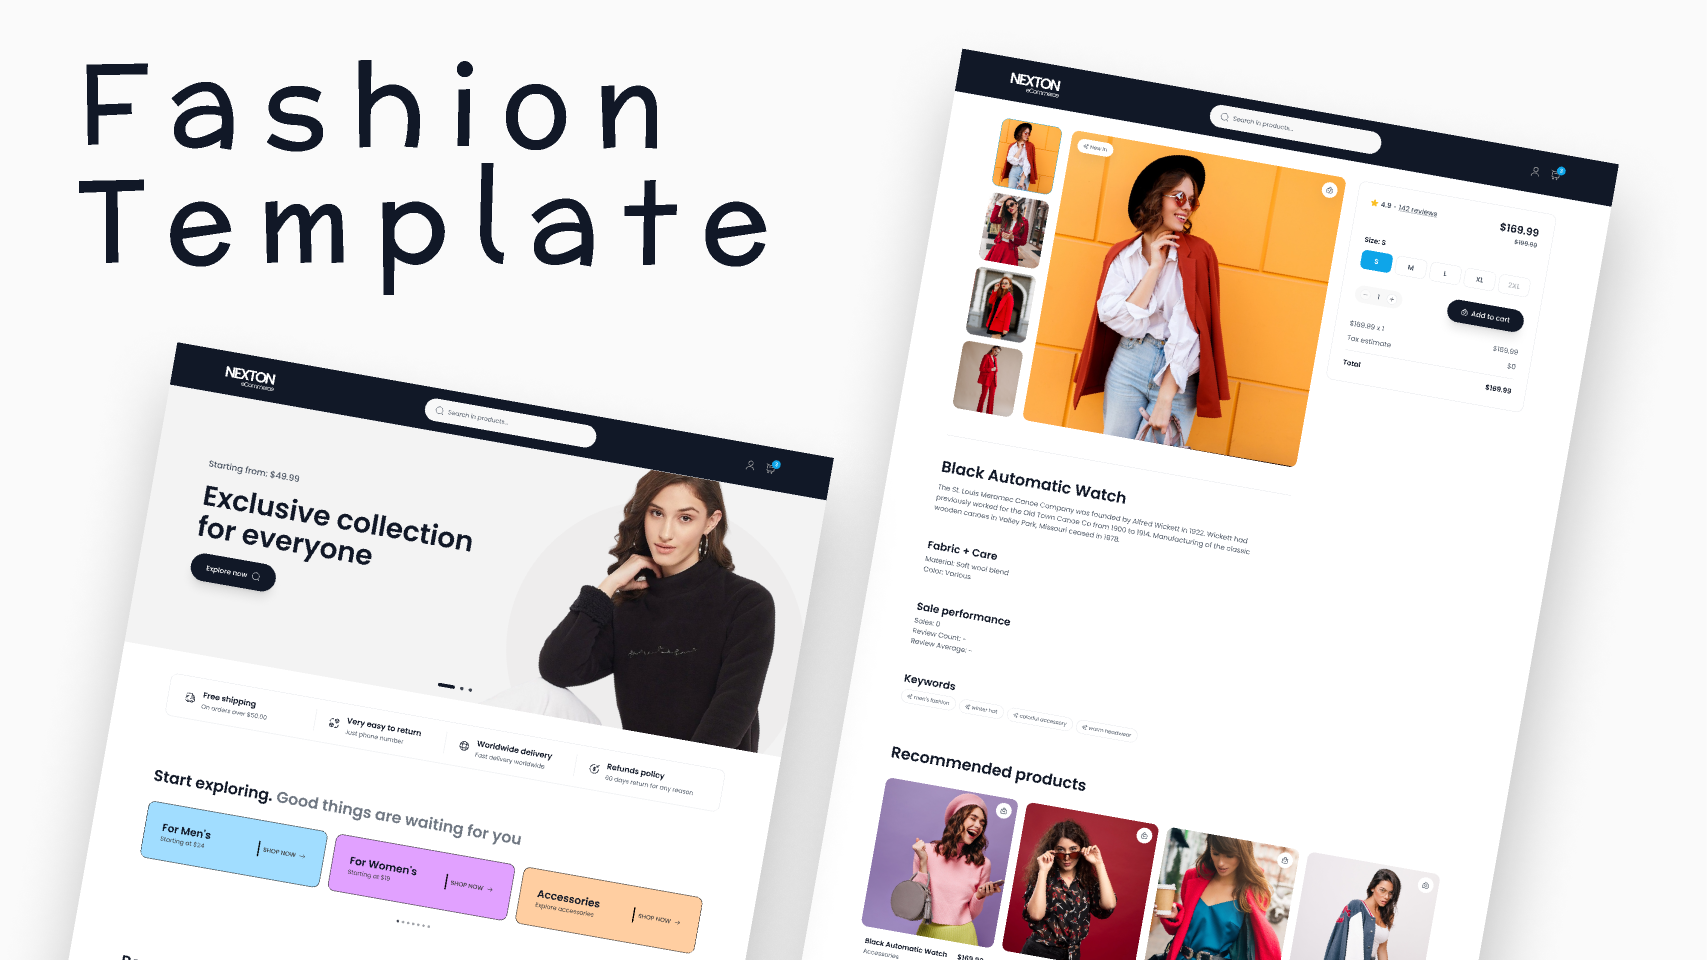 Fashion
Template
NEXTON
eCommerce
Search in products...
2
Starting from: $49.99
Exclusive collection
for everyone
Explore now
Free shipping
On orders over $50.00
Very easy to return
Just phone number
Worldwide delivery
Fast delivery worldwide
Refunds policy
60 days return for any reason
Start exploring. Good things are waiting for you
For Men's
Starting at $24
SHOP NOW →
For Women's
Starting at $19
SHOP NOW →
Accessories
Explore accessories
SHOP NOW →
NEXTON
eCommerce
Search in products...
New in
4.9 · 142 reviews
$169.99
$199.99
Size: S
S
M
L
XL
2XL
− 1 +
Add to cart
$169.99 x 1
$169.99
Tax estimate
$0
Total
$169.99
Black Automatic Watch
The St. Louis Meramec Canoe Company was founded by Alfred Wickett in 1922. Wickett had
previously worked for the Old Town Canoe Co from 1900 to 1914. Manufacturing of the classic
wooden canoes in Valley Park, Missouri ceased in 1978.
Fabric + Care
Material: Soft wool blend
Color: Various
Sale performance
Sales: 0
Review Count: -
Review Average: -
Keywords
men's fashion
winter hat
colorful accessory
warm headwear
Recommended products
Black Automatic Watch
Accessories